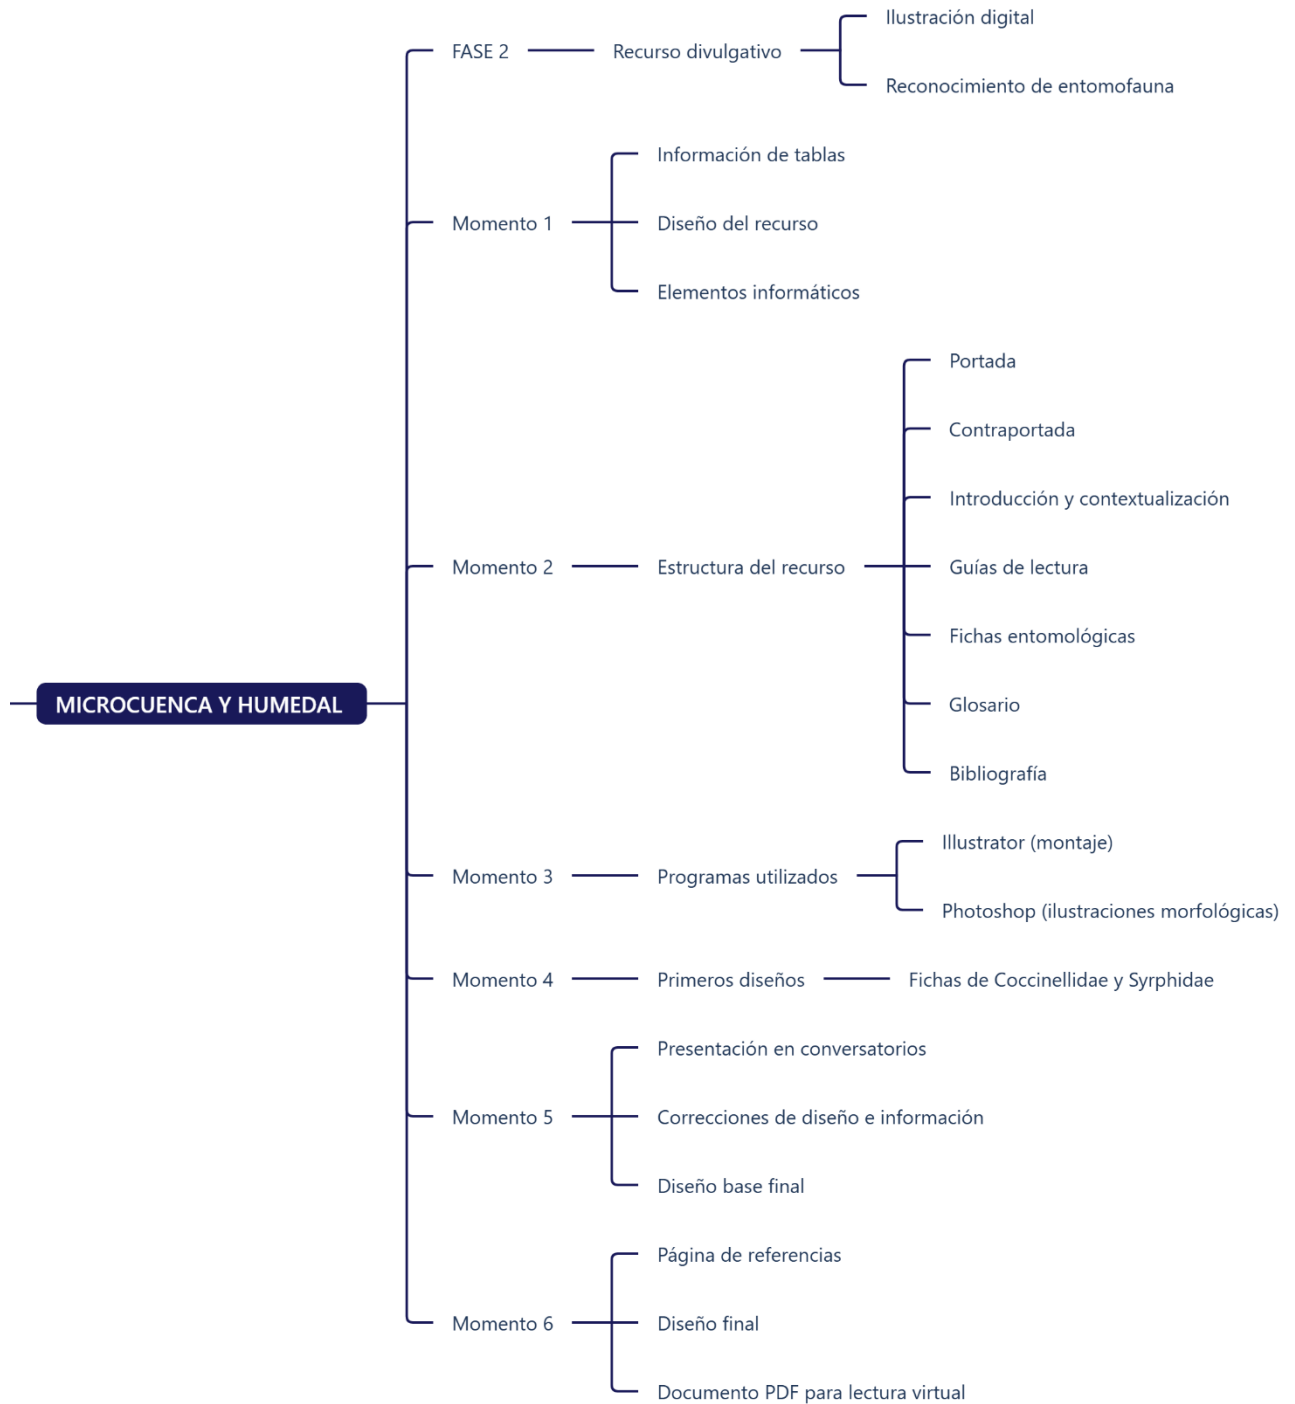 Ilustración digital
FASE 2
Recurso divulgativo
Reconocimiento de entomofauna
Información de tablas
Momento 1
Diseño del recurso
Elementos informáticos
Portada
Contraportada
Introducción y contextualización
Momento 2
Estructura del recurso
Guías de lectura
Fichas entomológicas
MICROCUENCA Y HUMEDAL
Glosario
Bibliografía
Illustrator (montaje)
Momento 3
Programas utilizados
Photoshop (ilustraciones morfológicas)
Momento 4
Primeros diseños
Fichas de Coccinellidae y Syrphidae
Presentación en conversatorios
Momento 5
Correcciones de diseño e información
Diseño base final
Página de referencias
Momento 6
Diseño final
Documento PDF para lectura virtual